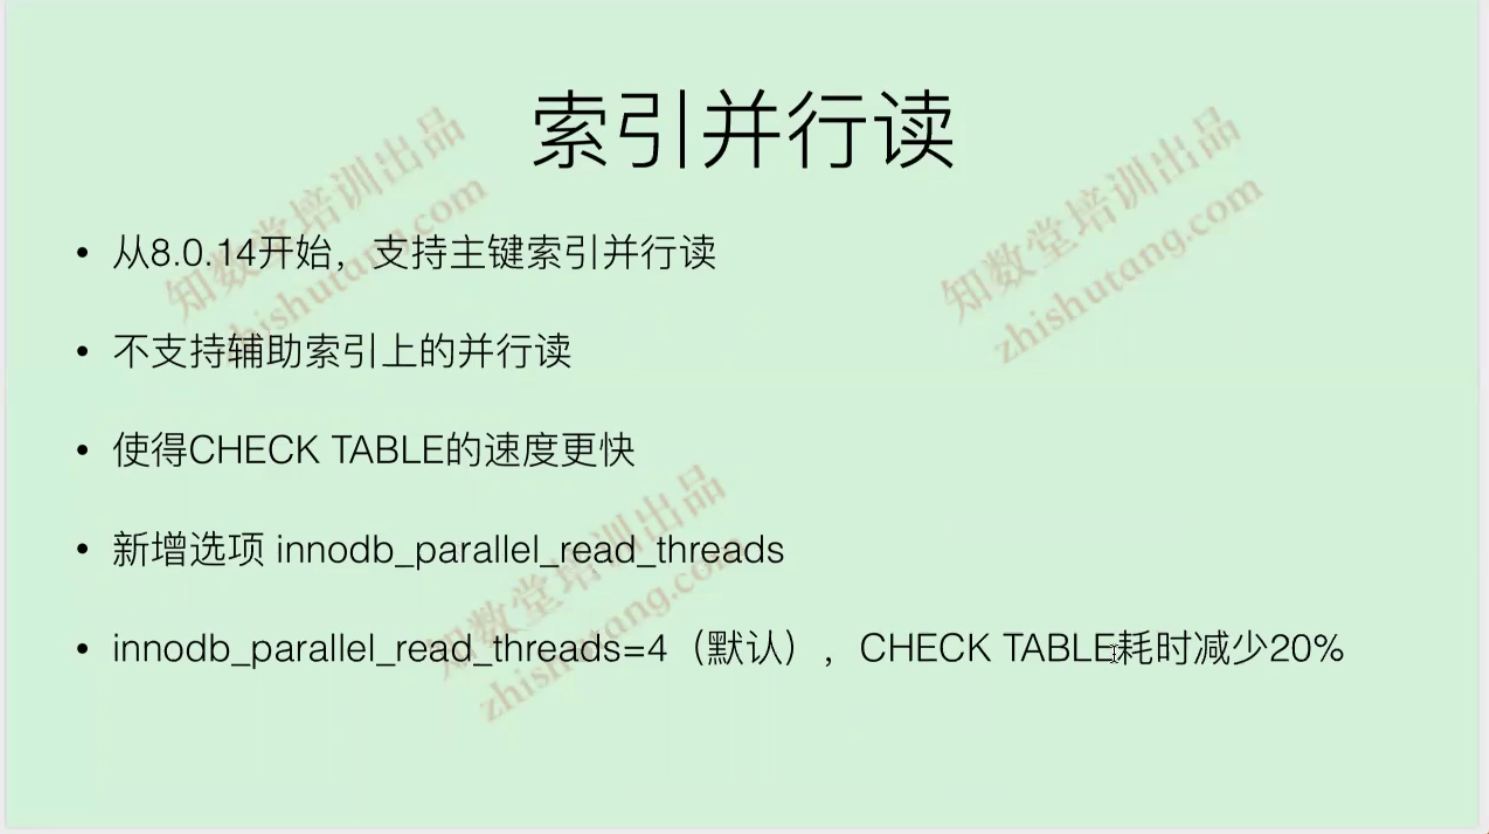 索引并行读
• 从8.0.14开始，支持主键索引并行读
• 不支持辅助索引上的并行读
• 使得CHECK TABLE的速度更快
• 新增选项 innodb_parallel_read_threads
• innodb_parallel_read_threads=4（默认），CHECK TABLE耗时减少20%
知数堂培训出品
zhishutang.com
知数堂培训出品
zhishutang.com
知数堂培训出品
zhishutang.com